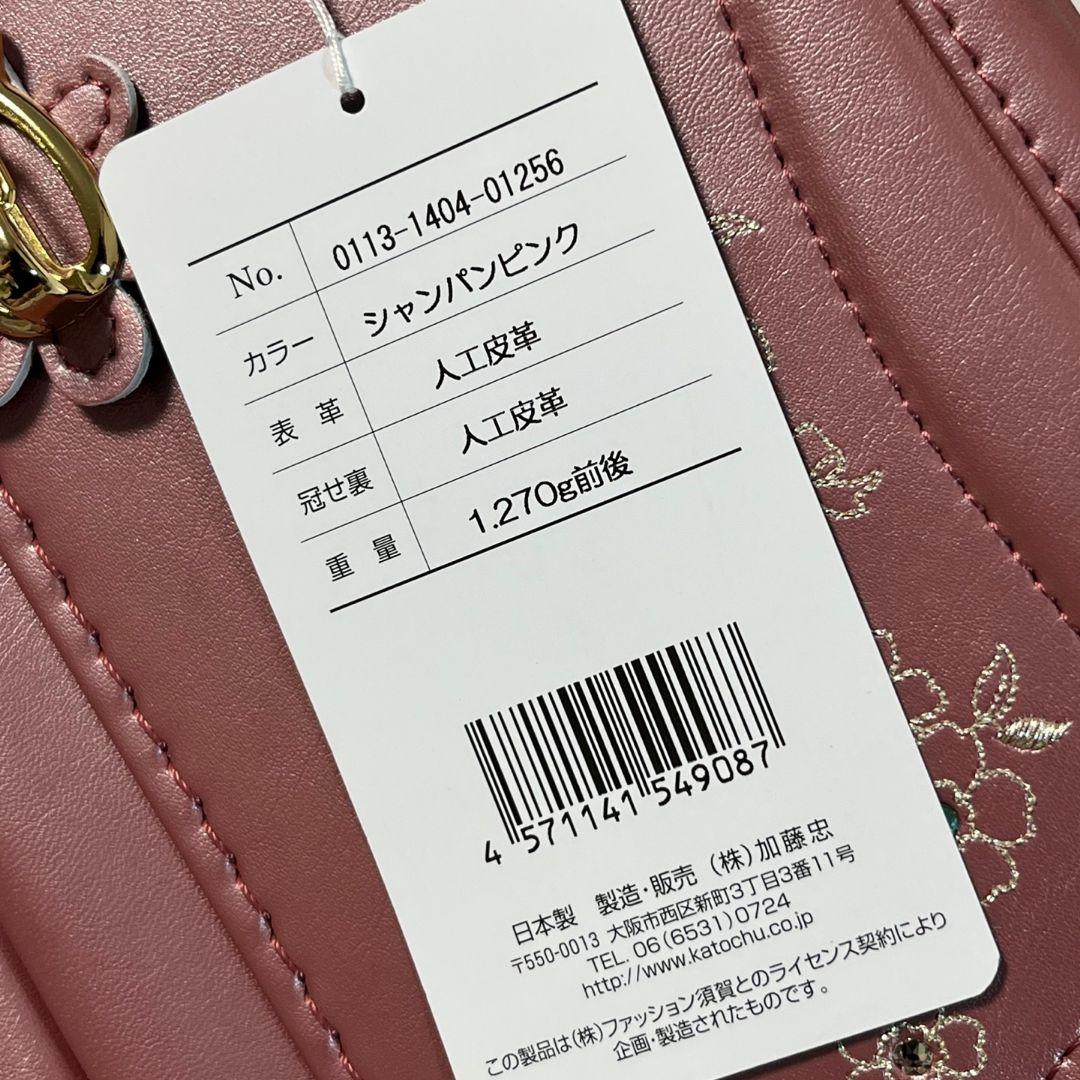 No. 0113-1404-01256
カラー シャンパンピンク
表 革 人工皮革
冠せ裏 人工皮革
重 量 1.270g前後
4 571141 549087
日本製 製造・販売 (株)加藤忠
〒550-0013 大阪市西区新町3丁目3番11号
TEL. 06(6531)0724
http://www.katochu.co.jp
この製品は(株)ファッション須賀とのライセンス契約により
企画・製造されたものです。